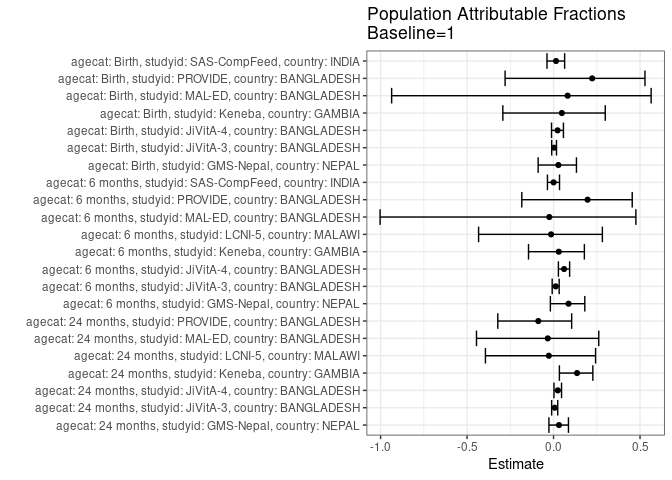 Population Attributable Fractions
Baseline=1
agecat: Birth, studyid: SAS-CompFeed, country: INDIA
agecat: Birth, studyid: PROVIDE, country: BANGLADESH
agecat: Birth, studyid: MAL-ED, country: BANGLADESH
agecat: Birth, studyid: Keneba, country: GAMBIA
agecat: Birth, studyid: JiVitA-4, country: BANGLADESH
agecat: Birth, studyid: JiVitA-3, country: BANGLADESH
agecat: Birth, studyid: GMS-Nepal, country: NEPAL
agecat: 6 months, studyid: SAS-CompFeed, country: INDIA
agecat: 6 months, studyid: PROVIDE, country: BANGLADESH
agecat: 6 months, studyid: MAL-ED, country: BANGLADESH
agecat: 6 months, studyid: LCNI-5, country: MALAWI
agecat: 6 months, studyid: Keneba, country: GAMBIA
agecat: 6 months, studyid: JiVitA-4, country: BANGLADESH
agecat: 6 months, studyid: JiVitA-3, country: BANGLADESH
agecat: 6 months, studyid: GMS-Nepal, country: NEPAL
agecat: 24 months, studyid: PROVIDE, country: BANGLADESH
agecat: 24 months, studyid: MAL-ED, country: BANGLADESH
agecat: 24 months, studyid: LCNI-5, country: MALAWI
agecat: 24 months, studyid: Keneba, country: GAMBIA
agecat: 24 months, studyid: JiVitA-4, country: BANGLADESH
agecat: 24 months, studyid: JiVitA-3, country: BANGLADESH
agecat: 24 months, studyid: GMS-Nepal, country: NEPAL
-1.0 -0.5 0.0 0.5
Estimate